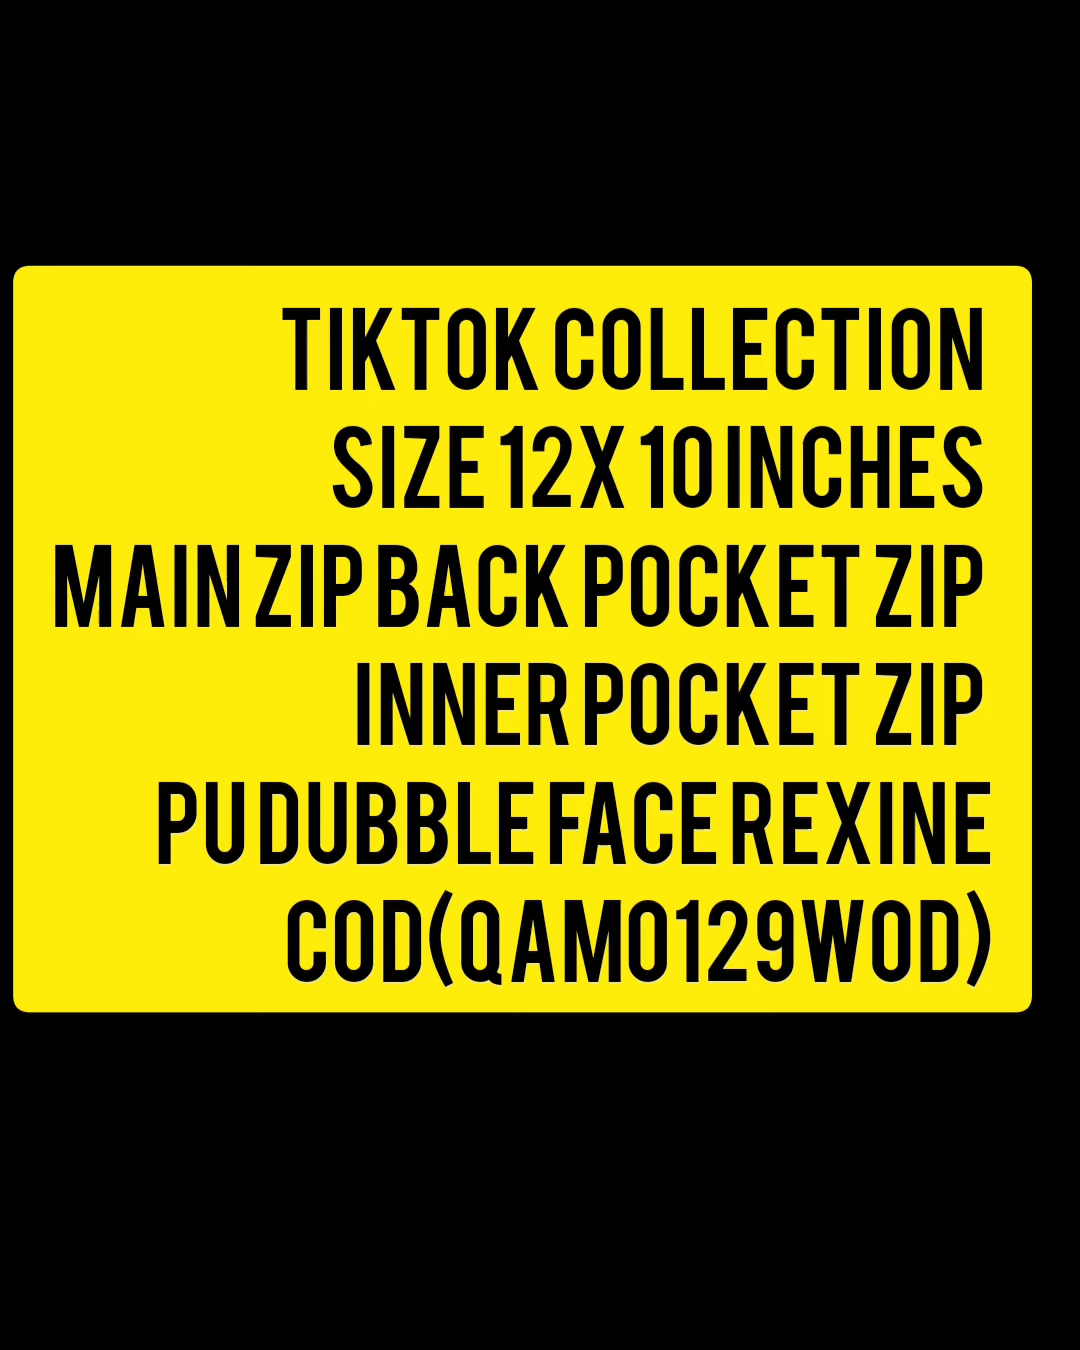 TIKTOK COLLECTION
SIZE 12X 10 INCHES
MAIN ZIP BACK POCKET ZIP
INNER POCKET ZIP
PU DUBBLE FACE REXINE
COD(QAM0129WOD)